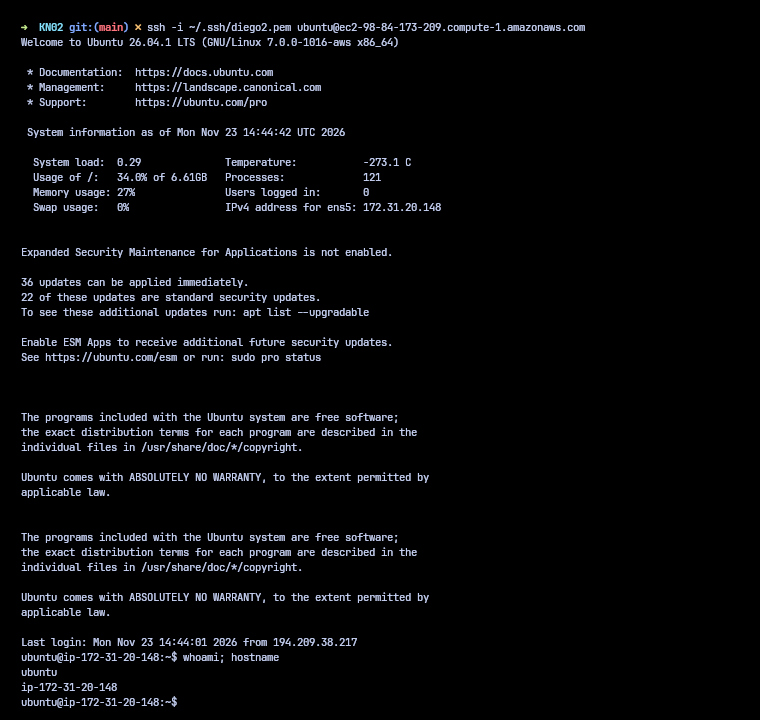 ➜  KN02 git:(main) ✗ ssh -i ~/.ssh/diego2.pem ubuntu@ec2-98-84-173-209.compute-1.amazonaws.com
Welcome to Ubuntu 26.04.1 LTS (GNU/Linux 7.0.0-1016-aws x86_64)

 * Documentation:  https://docs.ubuntu.com
 * Management:     https://landscape.canonical.com
 * Support:        https://ubuntu.com/pro

 System information as of Mon Nov 23 14:44:42 UTC 2026

  System load:  0.29              Temperature:           -273.1 C
  Usage of /:   34.0% of 6.61GB   Processes:             121
  Memory usage: 27%               Users logged in:       0
  Swap usage:   0%                IPv4 address for ens5: 172.31.20.148


Expanded Security Maintenance for Applications is not enabled.

36 updates can be applied immediately.
22 of these updates are standard security updates.
To see these additional updates run: apt list --upgradable

Enable ESM Apps to receive additional future security updates.
See https://ubuntu.com/esm or run: sudo pro status



The programs included with the Ubuntu system are free software;
the exact distribution terms for each program are described in the
individual files in /usr/share/doc/*/copyright.

Ubuntu comes with ABSOLUTELY NO WARRANTY, to the extent permitted by
applicable law.


The programs included with the Ubuntu system are free software;
the exact distribution terms for each program are described in the
individual files in /usr/share/doc/*/copyright.

Ubuntu comes with ABSOLUTELY NO WARRANTY, to the extent permitted by
applicable law.

Last login: Mon Nov 23 14:44:01 2026 from 194.209.38.217
ubuntu@ip-172-31-20-148:~$ whoami; hostname
ubuntu
ip-172-31-20-148
ubuntu@ip-172-31-20-148:~$